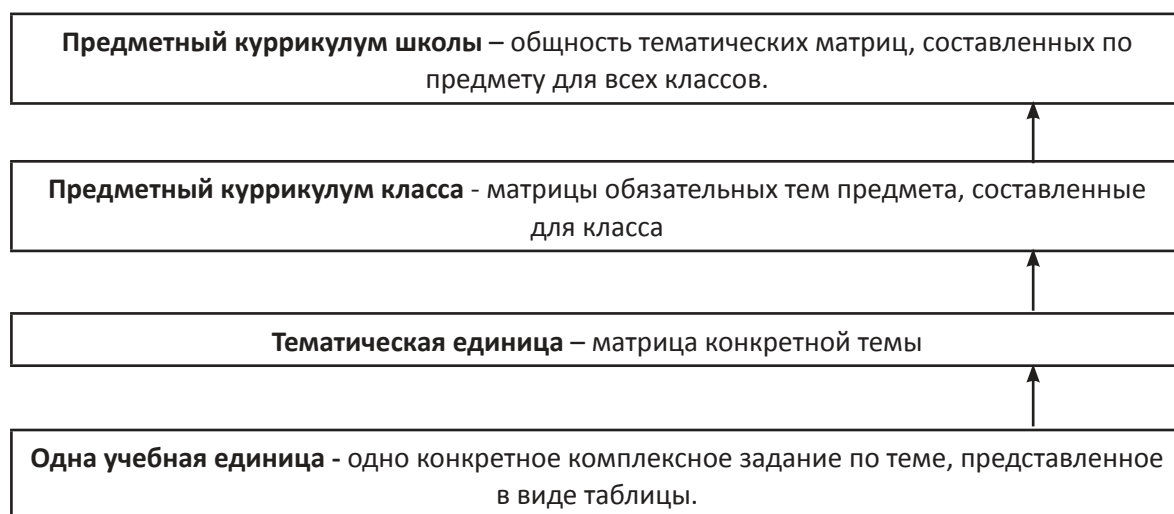 Предметный куррикулум школы – общность тематических матриц, составленных по
предмету для всех классов.
Предметный куррикулум класса - матрицы обязательных тем предмета, составленные
для класса
Тематическая единица – матрица конкретной темы
Одна учебная единица - одно конкретное комплексное задание по теме, представленное
в виде таблицы.